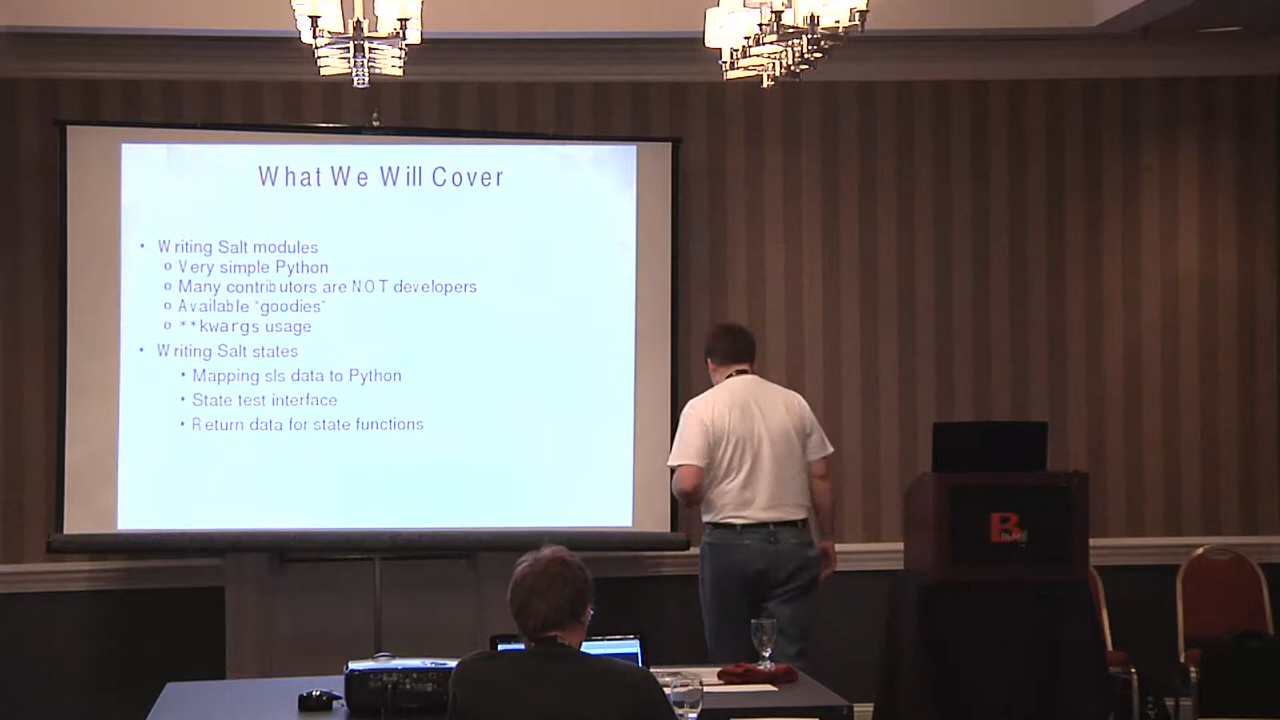 What We Will Cover
• Writing Salt modules
o Very simple Python
o Many contributors are NOT developers
o Available "goodies"
o **kwargs usage
• Writing Salt states
• Mapping sls data to Python
• State test interface
• Return data for state functions
B
BLAKE